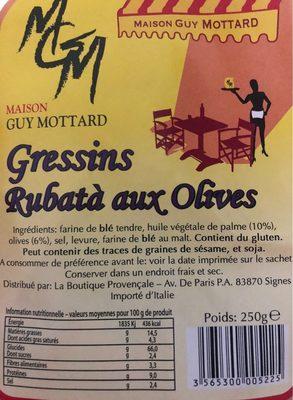 MGM
MAISON GUY MOTTARD
MAISON
GUY MOTTARD
Gressins
Rubatà aux Olives
Ingrédients: farine de blé tendre, huile végétale de palme (10%),
olives (6%), sel, levure, farine de blé au malt. Contient du gluten.
Peut contenir des traces de graines de sésame, et soja.
A consommer de préférence avant le: voir la date imprimée sur le sachet
Conserver dans un endroit frais et sec.
Distribué par: La Boutique Provençale – Av. De Paris P.A. 83870 Signes
Importé d'Italie
Information nutritionnelle – valeurs moyennes pour 100 g de produit
Energie 1835 Kj 436 kcal
Matières grasses g 14,5
Dont acides gras saturés g 4,3
Glucides g 66,0
Dont sucres g 2,4
Fibres alimentaires g 3,3
Protéines g 9,0
Sel g 2,4
Poids: 250g e
3 565300 005225